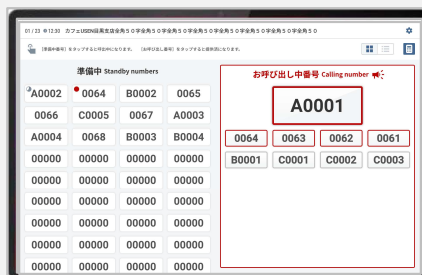 01 / 23 ⊕12:30 カフェUSEN目黒支店全角５０字全角５０字全角５０字全角５０字全角５０字全角５０字全角５０
［準備中番号］をタップすると呼出中になります。 ［お呼び出し番号］をタップすると提供済になります。
準備中 Standby numbers
A0002 0064 B0002 0065
0066 C0005 0067 A0003
A0004 0068 B0003 B0004
00000 00000 00000 00000
00000 00000 00000 00000
00000 00000 00000 00000
00000 00000 00000 00000
00000 00000 00000 00000
00000 00000 00000 00000
お呼び出し中番号 Calling number
A0001
0064 0063 0062 0061
B0001 C0001 C0002 C0003